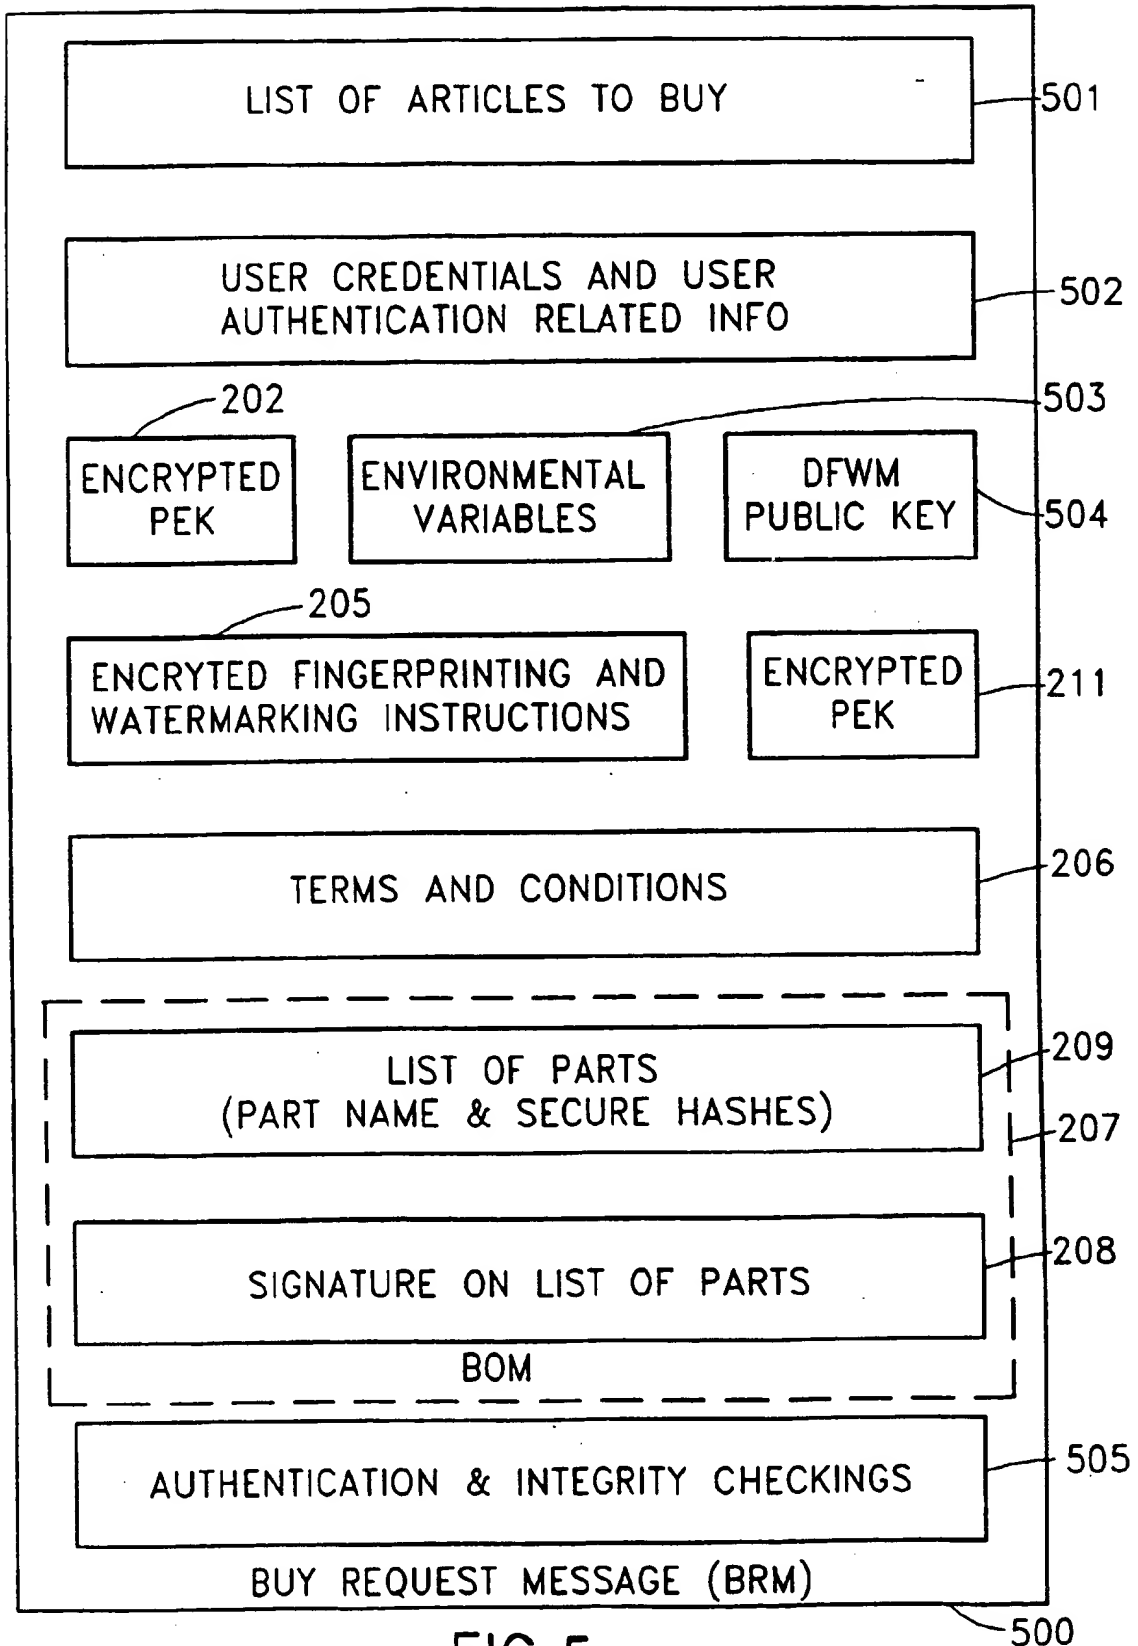 LIST OF ARTICLES TO BUY
501
USER CREDENTIALS AND USER
AUTHENTICATION RELATED INFO
502
202
503
ENCRYPTED
PEK
ENVIRONMENTAL
VARIABLES
DFWM
PUBLIC KEY
504
205
ENCRYTED FINGERPRINTING AND
WATERMARKING INSTRUCTIONS
ENCRYPTED
PEK
211
TERMS AND CONDITIONS
206
LIST OF PARTS
(PART NAME & SECURE HASHES)
209
207
SIGNATURE ON LIST OF PARTS
208
BOM
AUTHENTICATION & INTEGRITY CHECKINGS
505
BUY REQUEST MESSAGE (BRM)
500
FIG.5